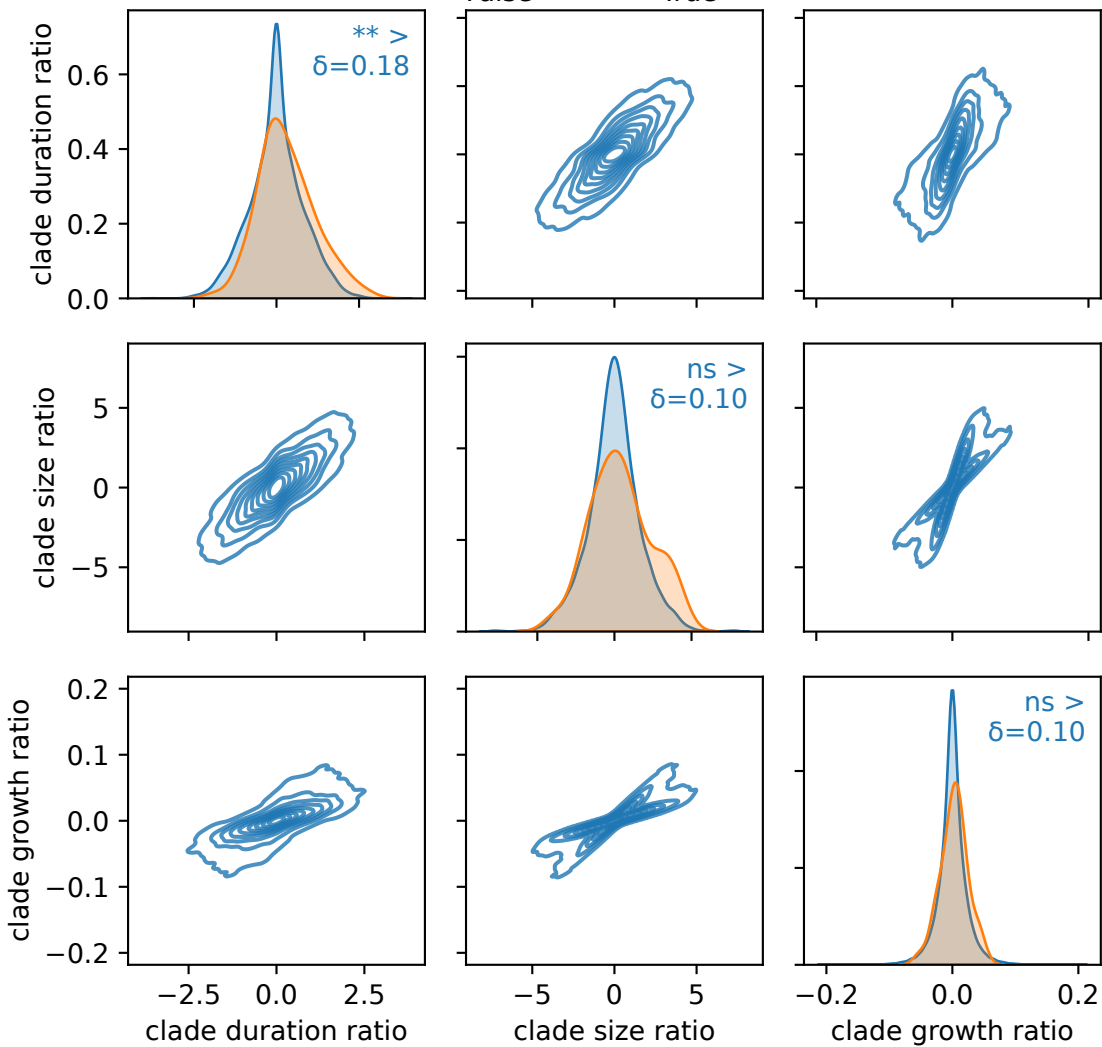 clade duration ratio
0.6
0.4
0.2
0.0
** >
δ=0.18
clade size ratio
5
0
−5
ns >
δ=0.10
clade growth ratio
0.2
0.1
0.0
−0.1
−0.2
ns >
δ=0.10
−2.5 0.0 2.5
−5 0 5
−0.2 0.0 0.2
clade duration ratio
clade size ratio
clade growth ratio